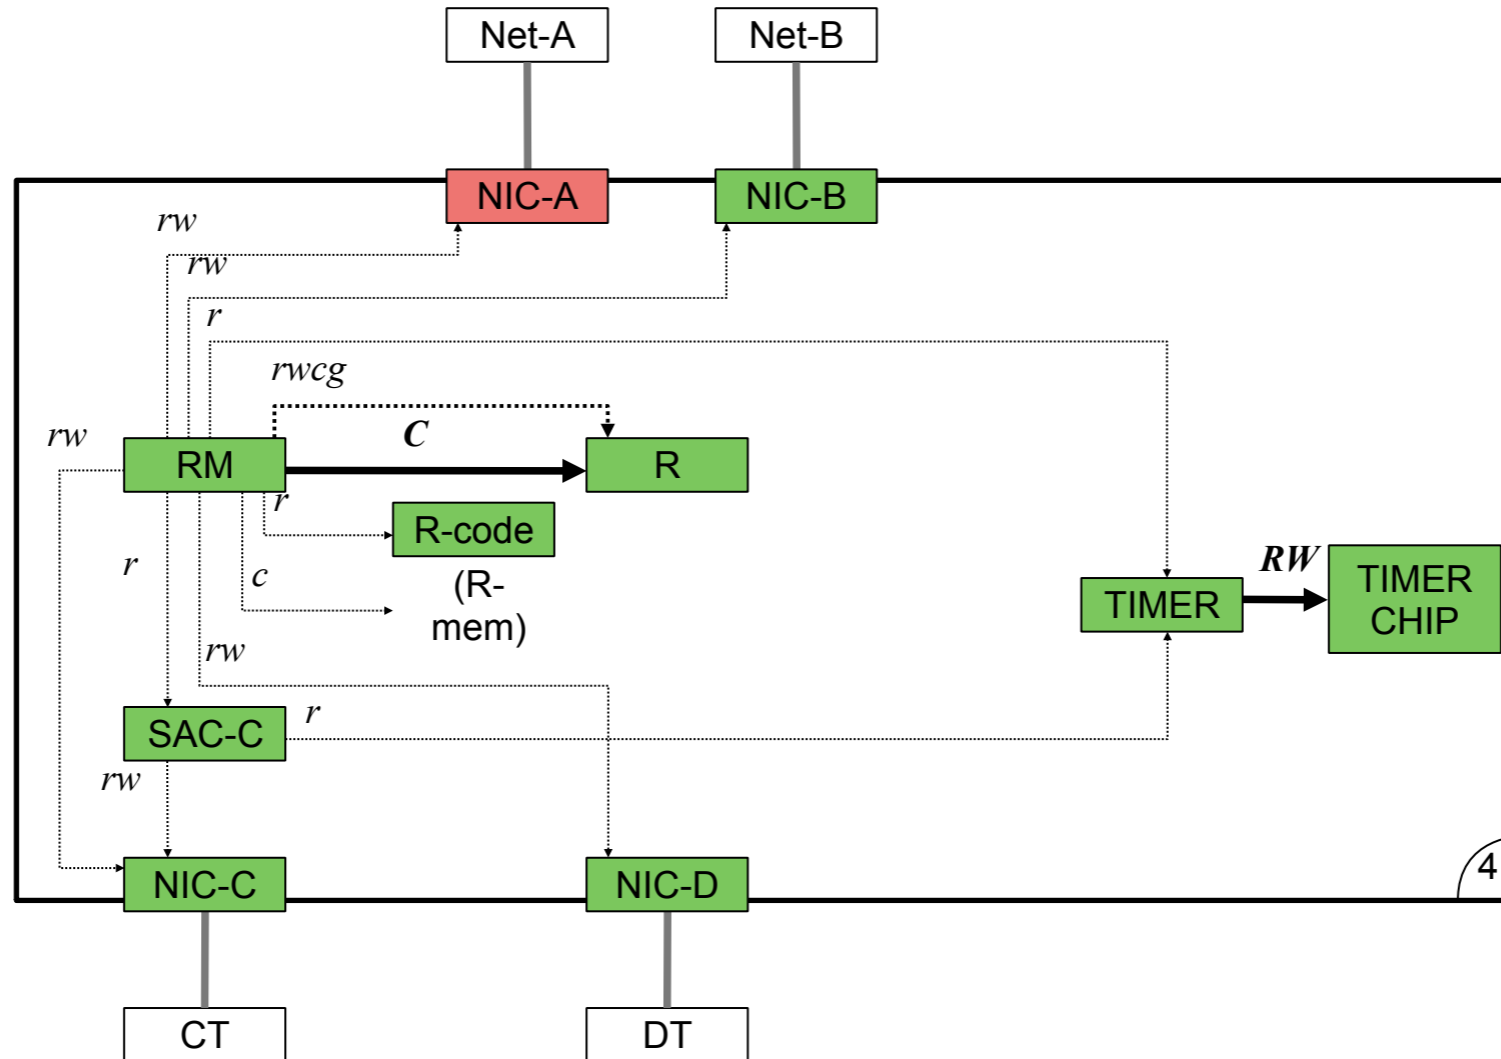 Net-A
Net-B
NIC-A
NIC-B
rw
rw
r
rwcg
rw
C
RM
R
r
R-code
r
c
(R-
mem)
RW
TIMER
TIMER
CHIP
rw
SAC-C
r
rw
NIC-C
NIC-D
4
CT
DT